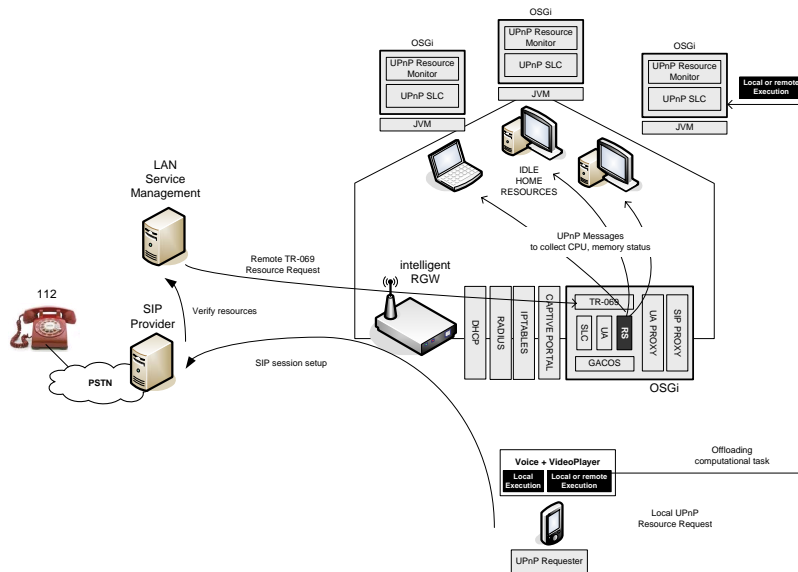 OSGi
UPnP Resource
Monitor
UPnP SLC
JVM
OSGi
UPnP Resource
Monitor
UPnP SLC
JVM
OSGi
UPnP Resource
Monitor
UPnP SLC
JVM
Local or remote
Execution
LAN
Service
Management
IDLE
HOME
RESOURCES
UPnP Messages
to collect CPU, memory status
Remote TR-069
Resource Request
intelligent
RGW
112
SIP
Provider
Verify resources
PSTN
SIP session setup
DHCP
RADIUS
IPTABLES
CAPTIVE PORTAL
TR-069
SLC
UA
RS
GACOS
UA PROXY
SIP PROXY
OSGi
Voice + VideoPlayer
Local
Execution
Local or remote
Execution
Offloading
computational task
Local UPnP
Resource Request
UPnP Requester